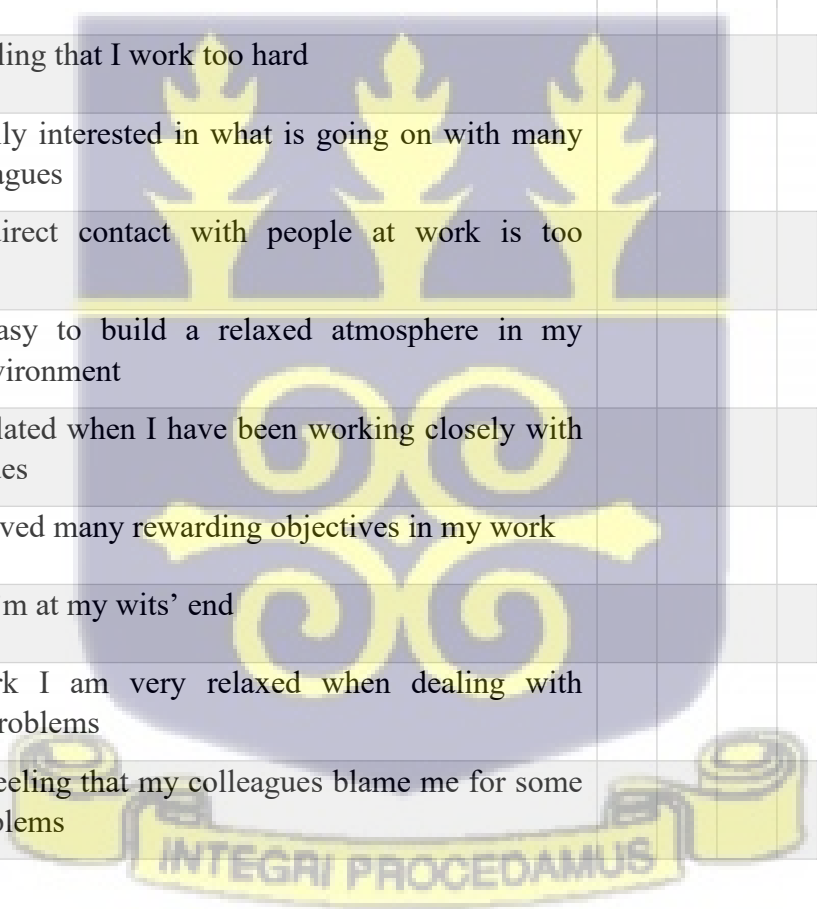 ling that I work too hard
lly interested in what is going on with many
agues
irect contact with people at work is too
asy to build a relaxed atmosphere in my
vironment
lated when I have been working closely with
es
ved many rewarding objectives in my work
m at my wits’ end
rk I am very relaxed when dealing with
roblems
eeling that my colleagues blame me for some
blems
INTEGRI PROCEDAMUS